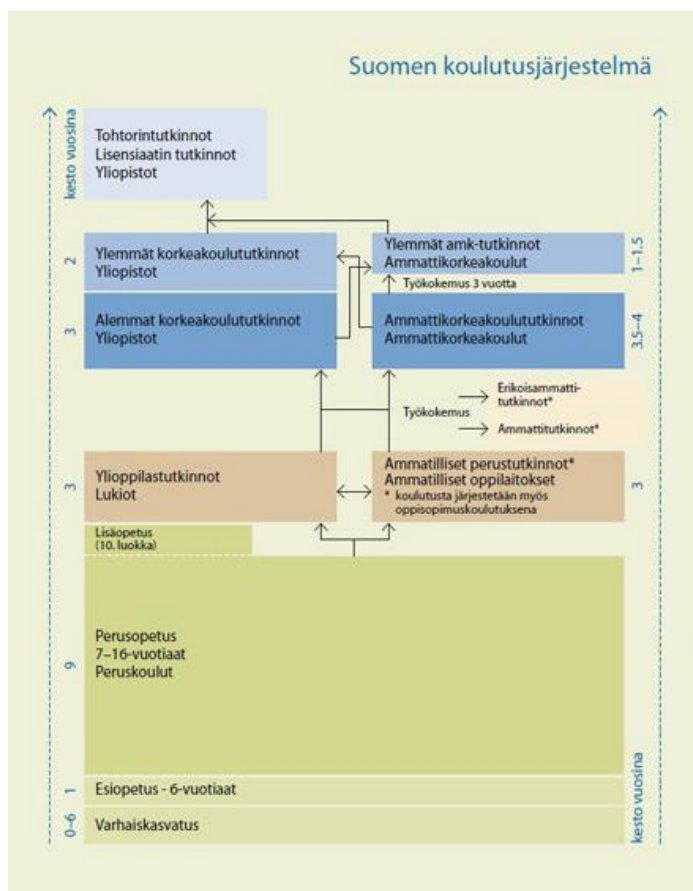 Suomen koulutusjärjestelmä
kesto vuosina
Tohtorintutkinnot
Lisensiaatin tutkinnot
Yliopistot
2
Ylemmät korkeakoulututkinnot
Yliopistot
Ylemmät amk-tutkinnot
Ammattikorkeakoulut
1–1.5
Työkokemus 3 vuotta
3
Alemmat korkeakoulututkinnot
Yliopistot
Ammattikorkeakoulututkinnot
Ammattikorkeakoulut
3.5–4
Työkokemus
Erikoisammatti-
tutkinnot*
Ammattitutkinnot*
3
Ylioppilastutkinnot
Lukiot
Ammatilliset perustutkinnot*
Ammatilliset oppilaitokset
* koulutusta järjestetään myös
oppisopimuskoulutuksena
3
Lisäopetus
(10. luokka)
9
Perusopetus
7–16-vuotiaat
Peruskoulut
1
Esiopetus - 6-vuotiaat
0–6
Varhaiskasvatus
kesto vuosina